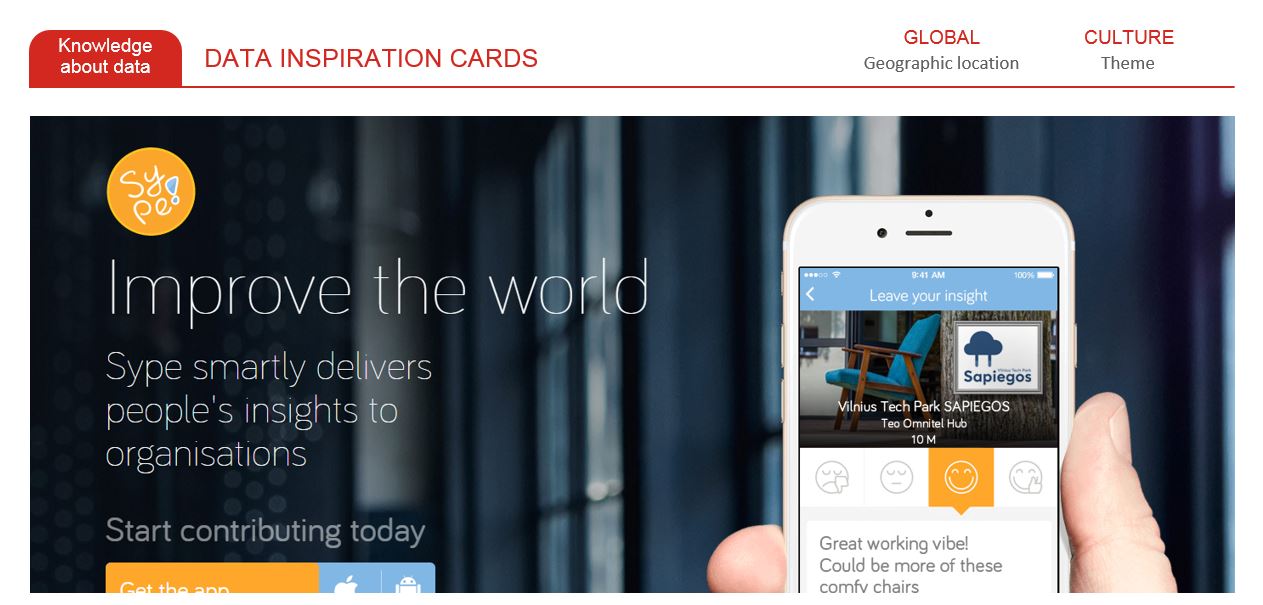 Knowledge
about data
DATA INSPIRATION CARDS
GLOBAL
Geographic location
CULTURE
Theme
sy
pe!
Improve the world
Sype smartly delivers
people's insights to
organisations
Start contributing today
Get the app
9:41 AM
100%
Leave your insight
Vilnius Tech Park
Sapiegos
Vilnius Tech Park SAPIEGOS
Teo Omnitel Hub
10 M
Great working vibe!
Could be more of these
comfy chairs